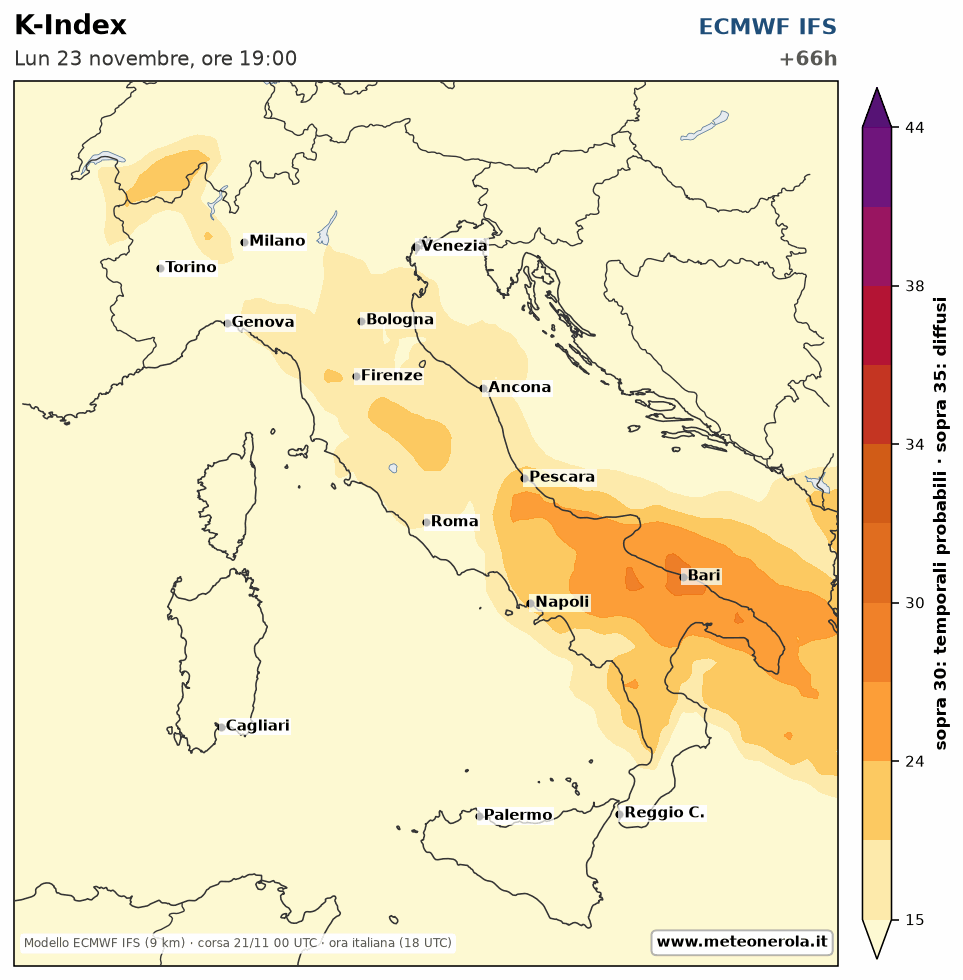 K-Index
ECMWF IFS
Lun 23 novembre, ore 19:00
+66h
Milano
Venezia
Torino
Genova
Bologna
Firenze
Ancona
Pescara
Roma
Bari
Napoli
Cagliari
Palermo
Reggio C.
44
38
34
30
24
15
sopra 30: temporali probabili · sopra 35: diffusi
Modello ECMWF IFS (9 km) · corsa 21/11 00 UTC · ora italiana (18 UTC)
www.meteonerola.it